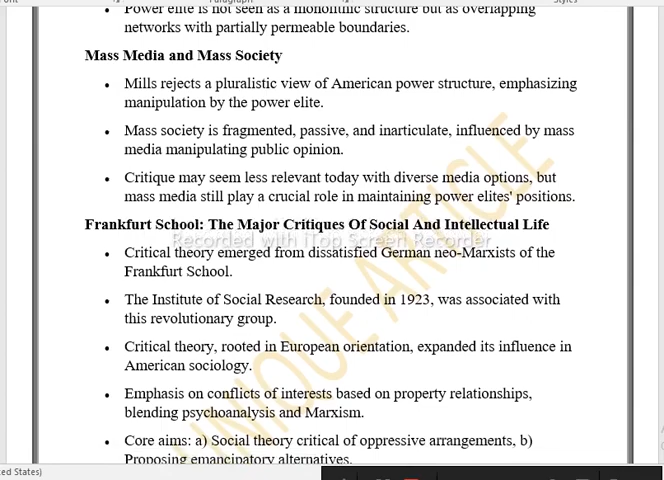 Paragraph
Styles
Power elite is not seen as a monolithic structure but as overlapping
networks with partially permeable boundaries.
Mass Media and Mass Society
Mills rejects a pluralistic view of American power structure, emphasizing
manipulation by the power elite.
Mass society is fragmented, passive, and inarticulate, influenced by mass
media manipulating public opinion.
Critique may seem less relevant today with diverse media options, but
mass media still play a crucial role in maintaining power elites' positions.
Frankfurt School: The Major Critiques Of Social And Intellectual Life
Recorded with iTop Screen Recorder
Critical theory emerged from dissatisfied German neo-Marxists of the
Frankfurt School.
The Institute of Social Research, founded in 1923, was associated with
this revolutionary group.
Critical theory, rooted in European orientation, expanded its influence in
American sociology.
Emphasis on conflicts of interests based on property relationships,
blending psychoanalysis and Marxism.
Core aims: a) Social theory critical of oppressive arrangements, b)
Proposing emancipatory alternatives.
UNIQUE ARTICLE
ed States)